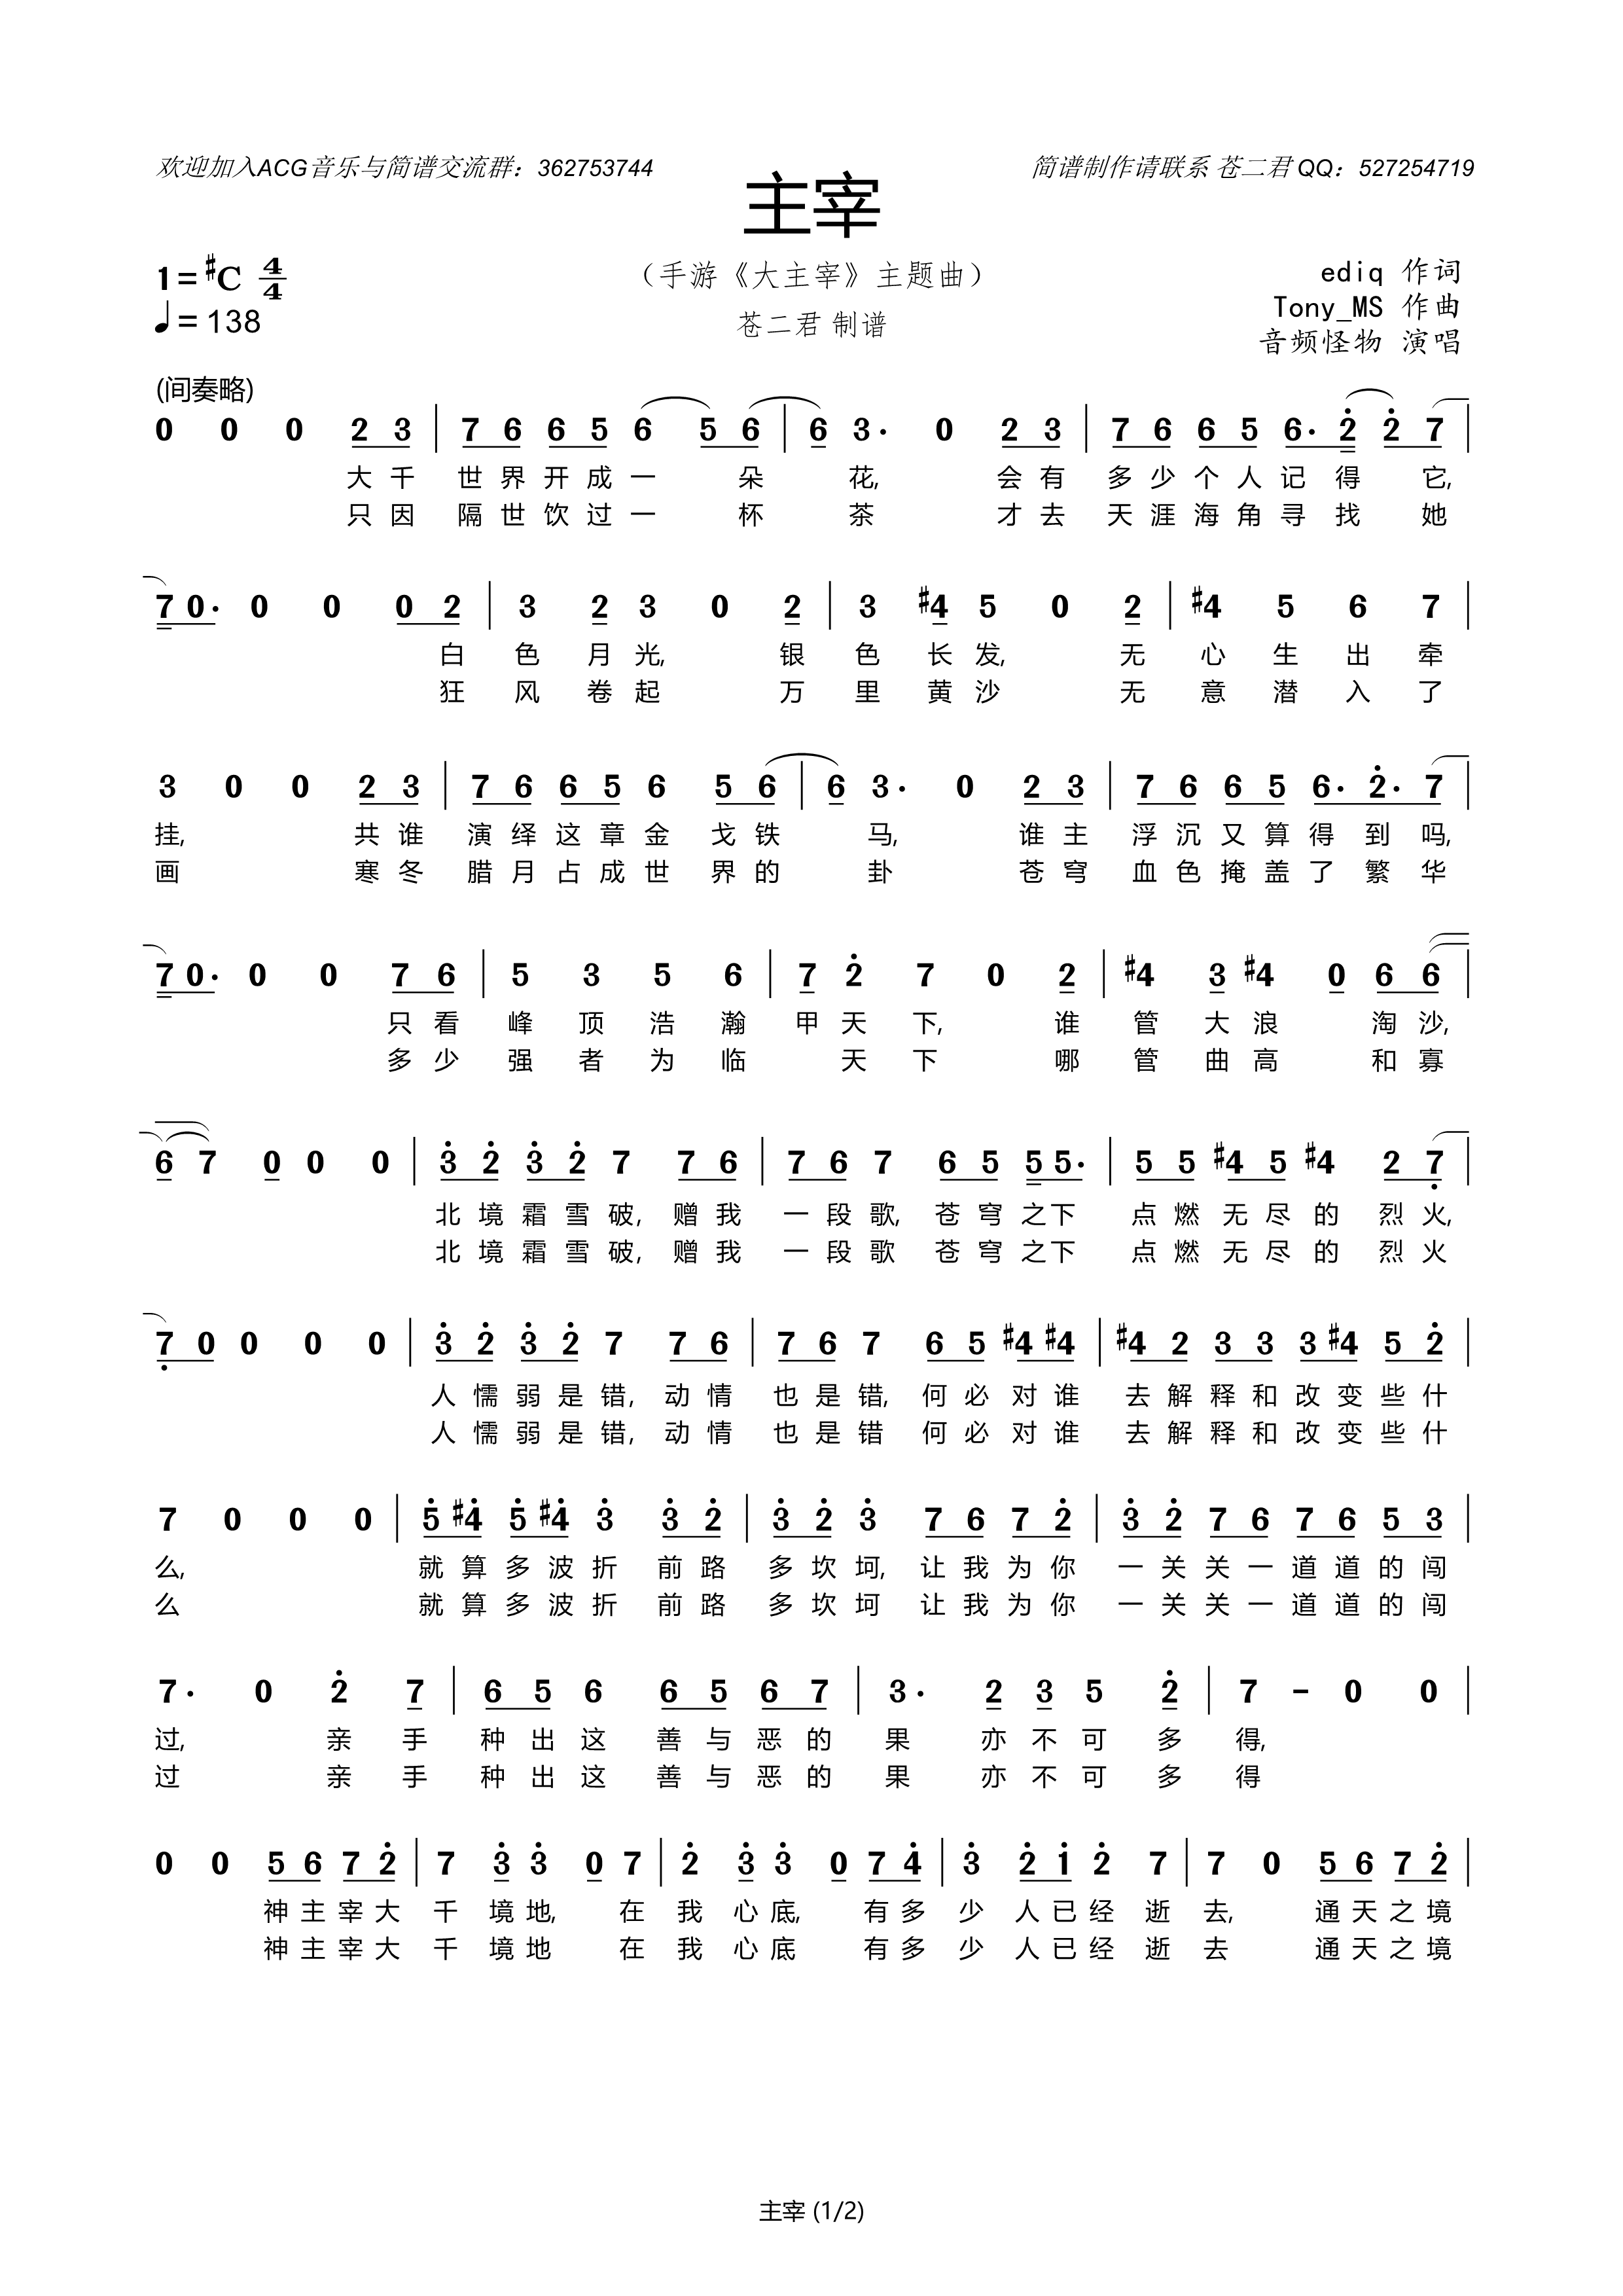 欢迎加入ACG音乐与简谱交流群：362753744
简谱制作请联系 苍二君 QQ：527254719
主宰
1=#C 4/4
♩=138
（手游《大主宰》主题曲）
苍二君 制谱
ediq 作词
Tony_MS 作曲
音频怪物 演唱
(间奏略)
0 0 0 2 3 | 7 6 6 5 6 5 6 | 6 3· 0 2 3 | 7 6 6 5 6· 2̇ 2̇ 7 |
大千 世界开成一 朵 花, 会有 多少个人记得 它,
只因 隔世饮过一 杯 茶 才去 天涯海角寻找 她
7 0· 0 0 0 2 | 3 2 3 0 2 | 3 #4 5 0 2 | #4 5 6 7 |
白 色 月光, 银 色 长发, 无 心 生 出 牵
狂 风 卷起 万 里 黄沙 无 意 潜 入 了
3 0 0 2 3 | 7 6 6 5 6 5 6 | 6 3· 0 2 3 | 7 6 6 5 6· 2̇· 7 |
挂, 共谁 演绎这章金 戈铁 马, 谁主 浮沉又算得到吗,
画 寒冬 腊月占成世 界的 卦 苍穹 血色掩盖了繁华
7 0· 0 0 7 6 | 5 3 5 6 | 7 2̇ 7 0 2 | #4 3 #4 0 6 6 |
只看 峰 顶 浩 瀚 甲天 下, 谁 管 大浪 淘沙,
多少 强 者 为 临 天 下 哪 管 曲高 和寡
6 7 0 0 0 | 3̇ 2̇ 3̇ 2̇ 7 7 6 | 7 6 7 6 5 5 5· | 5 5 #4 5 #4 2 7̣ |
北境霜雪破, 赠我 一段歌, 苍穹之下 点燃无尽的 烈火,
北境霜雪破, 赠我 一段歌 苍穹之下 点燃无尽的 烈火
7̣ 0 0 0 0 | 3̇ 2̇ 3̇ 2̇ 7 7 6 | 7 6 7 6 5 #4 #4 | #4 2 3 3 3 #4 5 2̇ |
人懦弱是错, 动情 也是错, 何必对谁 去解释和改变些什
人懦弱是错, 动情 也是错 何必对谁 去解释和改变些什
7 0 0 0 | 5̇ #4̇ 5̇ #4̇ 3̇ 3̇ 2̇ | 3̇ 2̇ 3̇ 7 6 7 2̇ | 3̇ 2̇ 7 6 7 6 5 3 |
么, 就算多波折 前路 多坎坷, 让我为你 一关关一道道的闯
么 就算多波折 前路 多坎坷 让我为你 一关关一道道的闯
7· 0 2̇ 7 | 6 5 6 6 5 6 7 | 3· 2 3 5 2̇ | 7 - 0 0 |
过, 亲 手 种出这 善与恶的 果 亦不可 多 得,
过 亲 手 种出这 善与恶的 果 亦不可 多 得
0 0 5 6 7 2̇ | 7 3̇ 3̇ 0 7 | 2̇ 3̇ 3̇ 0 7 4̇ | 3̇ 2̇ 1̇ 2̇ 7 | 7 0 5 6 7 2̇ |
神主宰大 千 境地, 在 我 心底, 有多 少 人已经 逝 去, 通天之境
神主宰大 千 境地 在 我 心底 有多 少 人已经 逝 去 通天之境
主宰 (1/2)